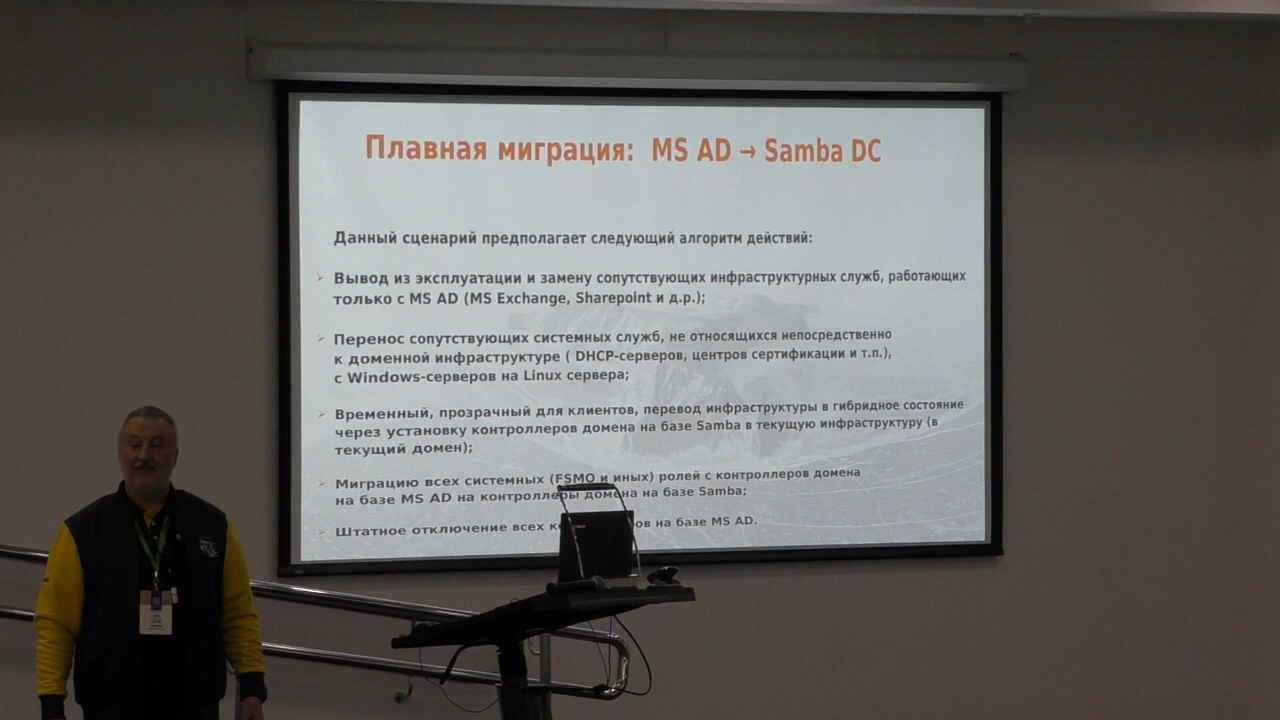 Плавная миграция: MS AD → Samba DC
Данный сценарий предполагает следующий алгоритм действий:
Вывод из эксплуатации и замену сопутствующих инфраструктурных служб, работающих
только с MS AD (MS Exchange, Sharepoint и д.р.);
Перенос сопутствующих системных служб, не относящихся непосредственно
к доменной инфраструктуре ( DHCP-серверов, центров сертификации и т.п.),
с Windows-серверов на Linux сервера;
Временный, прозрачный для клиентов, перевод инфраструктуры в гибридное состояние
через установку контроллеров домена на базе Samba в текущую инфраструктуру (в
текущий домен);
Миграцию всех системных (FSMO и иных) ролей с контроллеров домена
на базе MS AD на контроллеры домена на базе Samba;
Штатное отключение всех на базе MS AD.